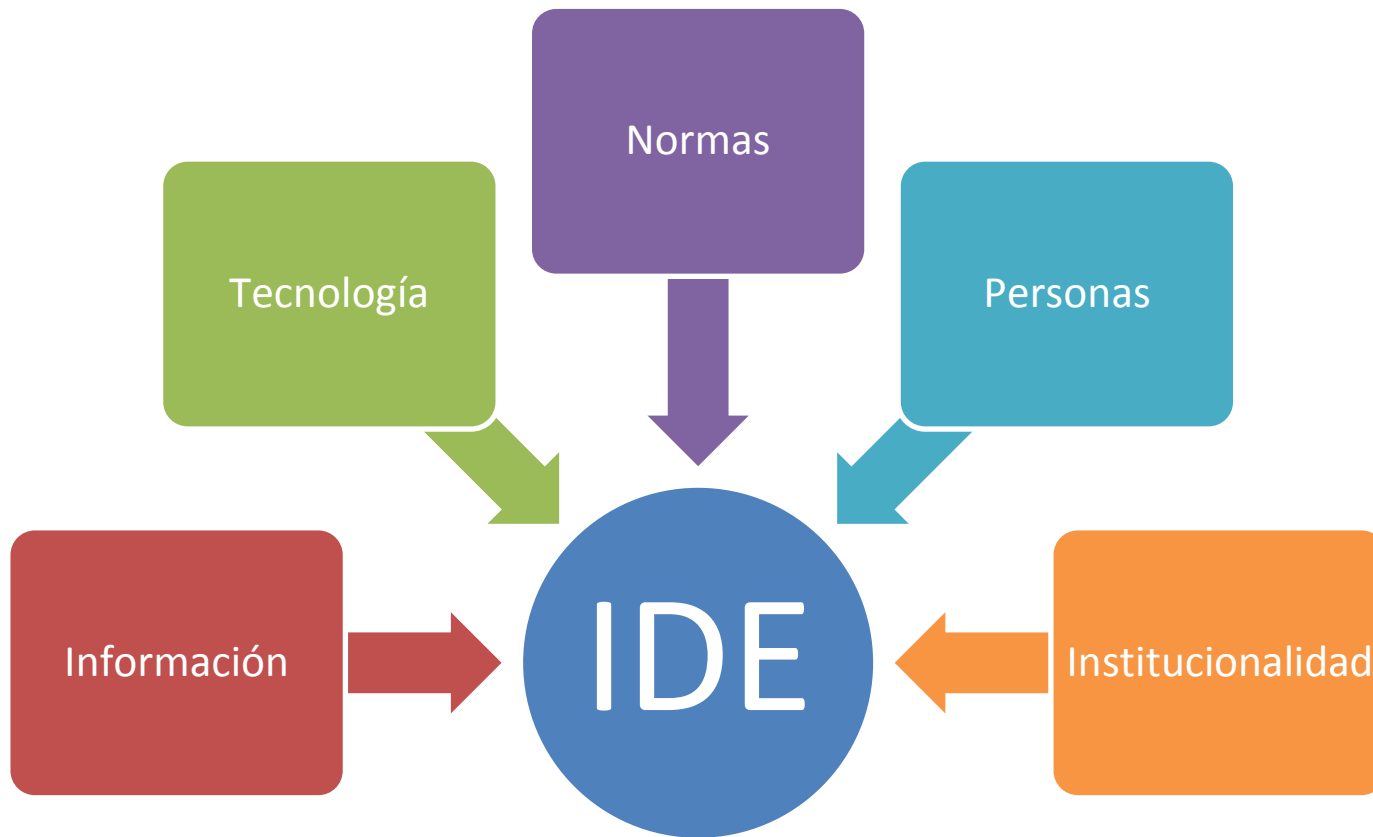 Normas
Tecnología
Personas
Información
IDE
Institucionalidad